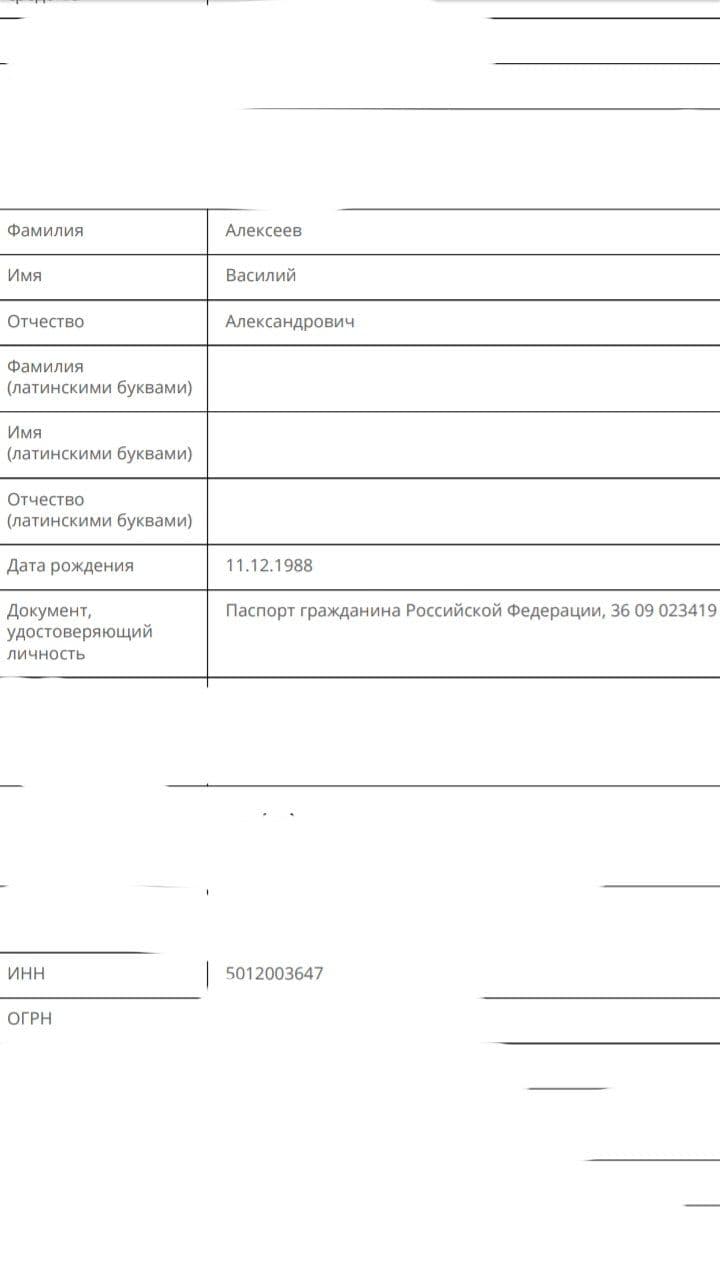 Фамилия Алексеев
Имя Василий
Отчество Александрович
Фамилия
(латинскими буквами)
Имя
(латинскими буквами)
Отчество
(латинскими буквами)
Дата рождения 11.12.1988
Документ, Паспорт гражданина Российской Федерации, 36 09 023419
удостоверяющий
личность
ИНН 5012003647
ОГРН